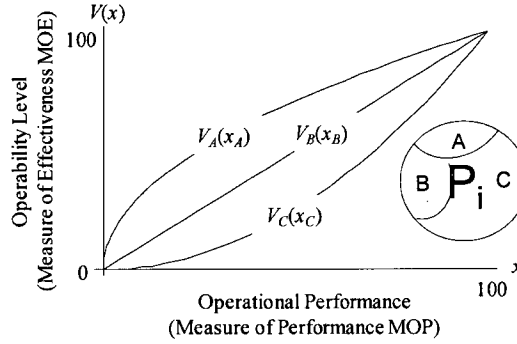 V(x)
100
Operability Level
(Measure of Effectiveness MOE)
V_A(x_A)
V_B(x_B)
V_C(x_C)
A
B
P_i
C
0
100
x
Operational Performance
(Measure of Performance MOP)